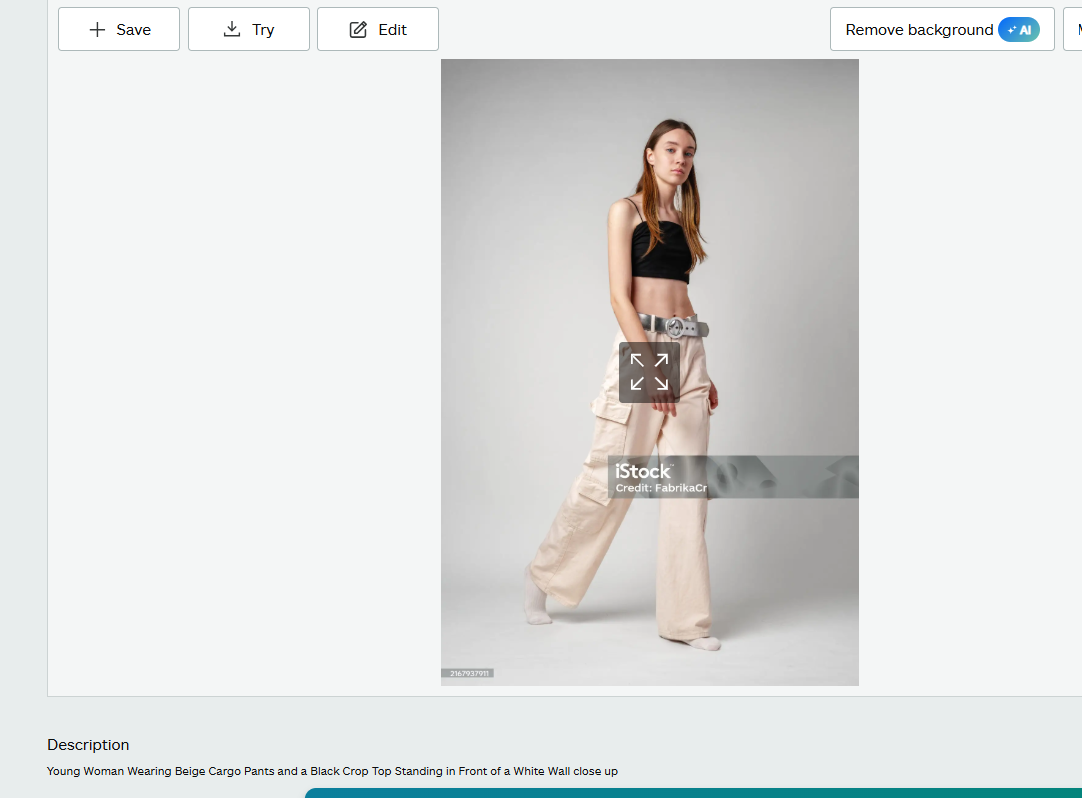 Save
Try
Edit
Remove background AI
iStock
Credit: FabrikaCr
2167937911
Description
Young Woman Wearing Beige Cargo Pants and a Black Crop Top Standing in Front of a White Wall close up